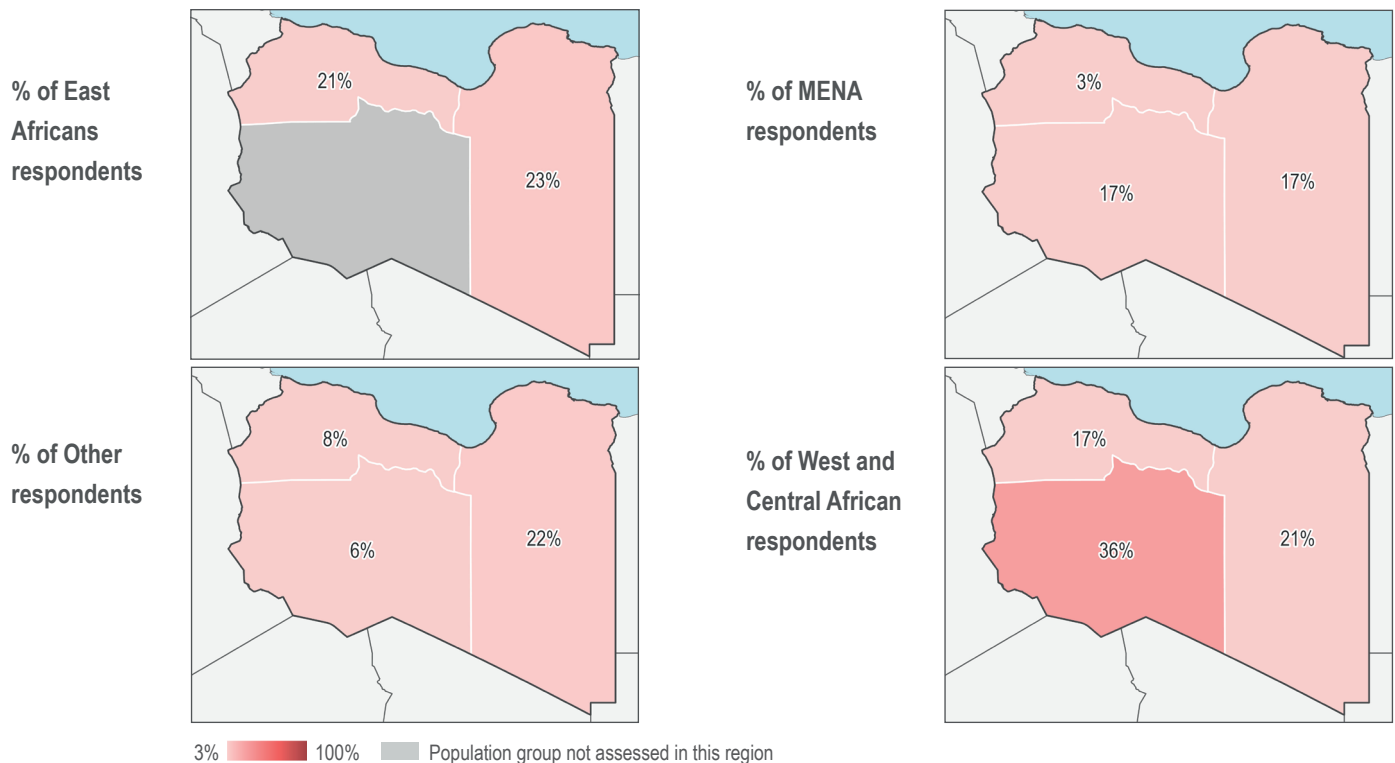 % of East
Africans
respondents
21%
23%
% of MENA
respondents
3%
17%
17%
% of Other
respondents
8%
6%
22%
% of West and
Central African
respondents
17%
36%
21%
3% 100% Population group not assessed in this region